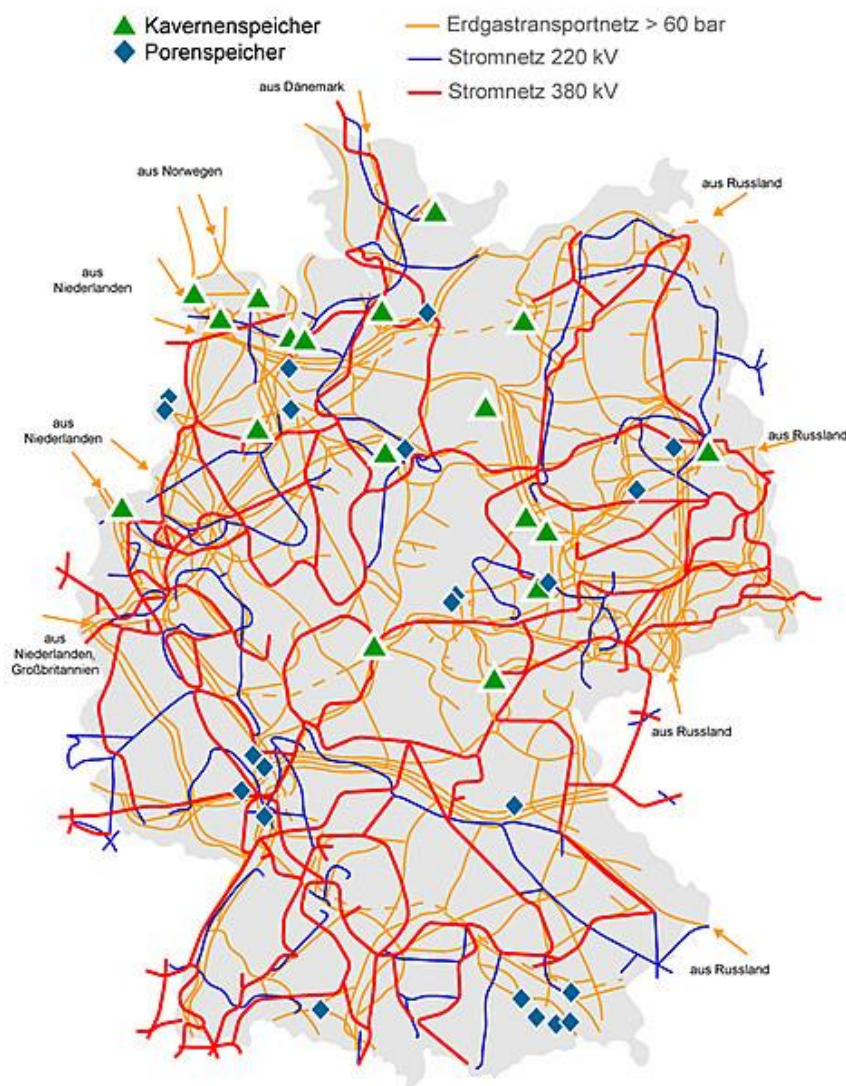 Kavernenspeicher
Porenspeicher
Erdgastransportnetz > 60 bar
Stromnetz 220 kV
Stromnetz 380 kV
aus Dänemark
aus Norwegen
aus Russland
aus
Niederlanden
aus
Niederlanden
aus Russland
aus
Niederlanden,
Großbritannien
aus Russland
aus Russland